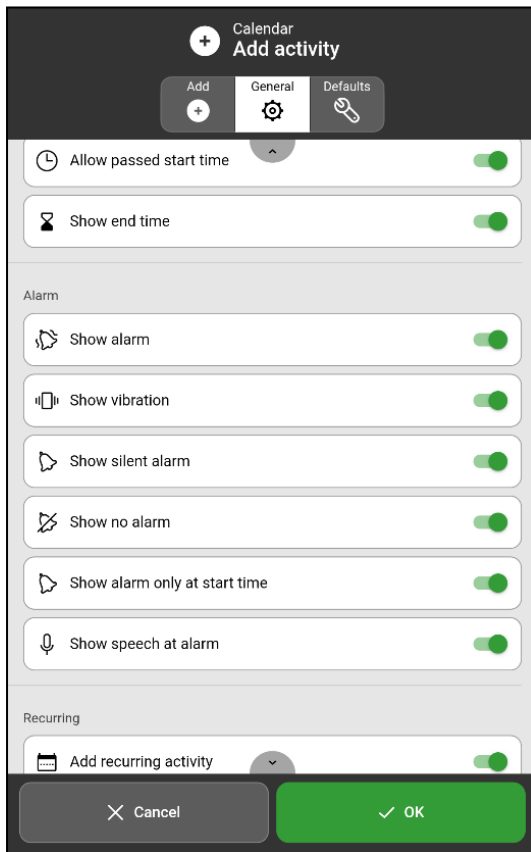 Calendar
Add activity
Add
General
Defaults
Allow passed start time
Show end time
Alarm
Show alarm
Show vibration
Show silent alarm
Show no alarm
Show alarm only at start time
Show speech at alarm
Recurring
Add recurring activity
Cancel
OK